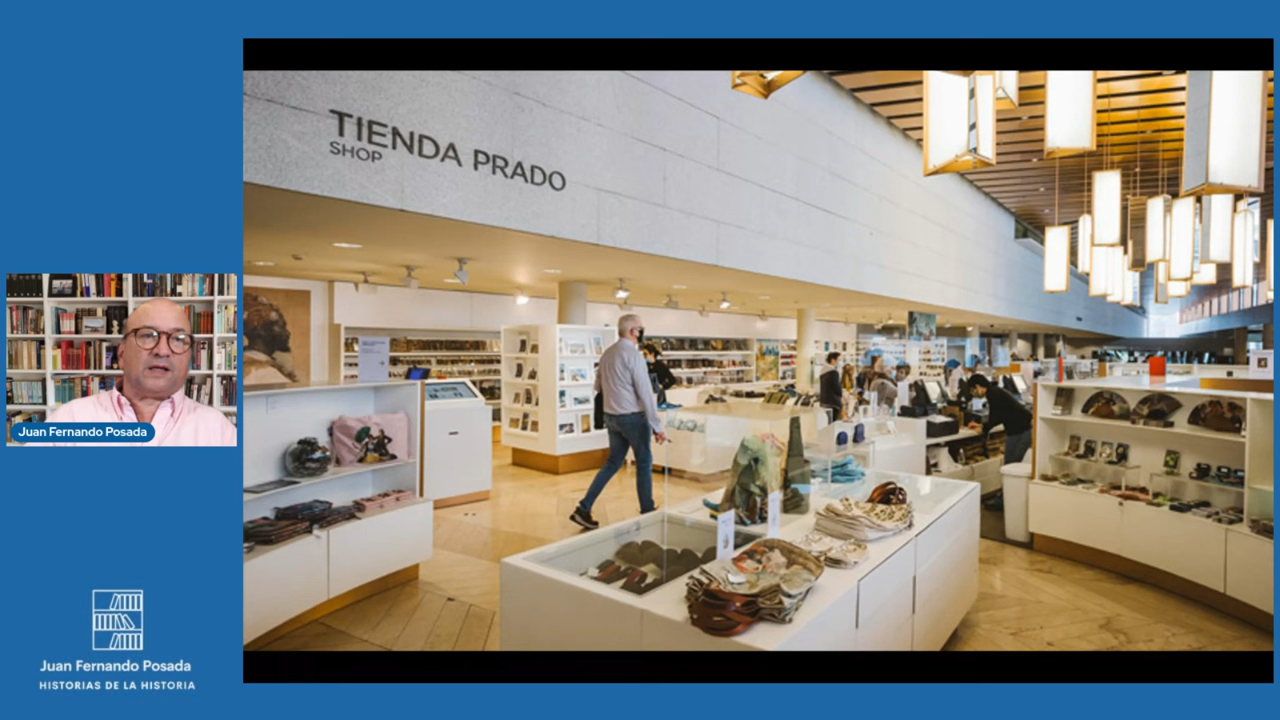 TIENDA PRADO
SHOP
Juan Fernando Posada
Juan Fernando Posada
HISTORIAS DE LA HISTORIA